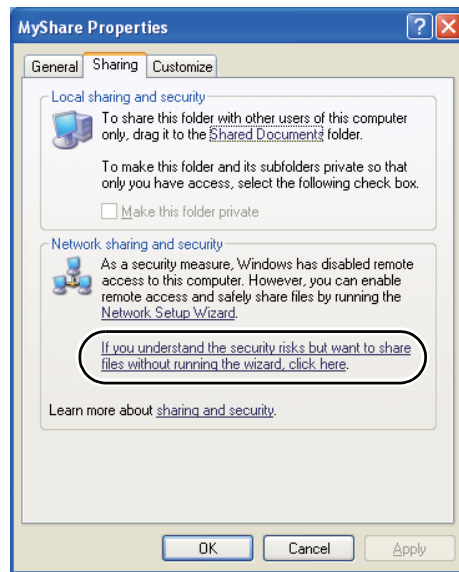 MyShare Properties
General Sharing Customize
Local sharing and security
To share this folder with other users of this computer
only, drag it to the Shared Documents folder.
To make this folder and its subfolders private so that
only you have access, select the following check box.
Make this folder private
Network sharing and security
As a security measure, Windows has disabled remote
access to this computer. However, you can enable
remote access and safely share files by running the
Network Setup Wizard.
If you understand the security risks but want to share
files without running the wizard, click here.
Learn more about sharing and security.
OK Cancel Apply